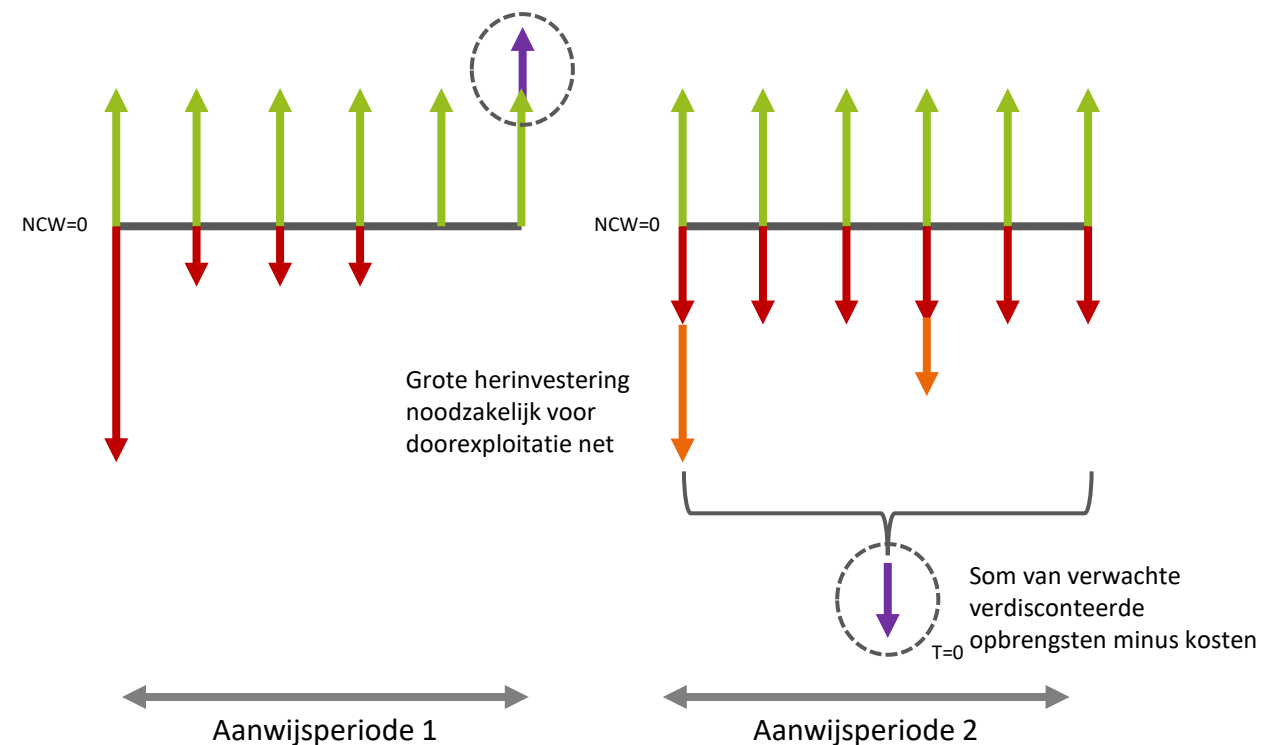 NCW=0
NCW=0
Grote herinvestering
noodzakelijk voor
doorexploitatie net
Som van verwachte
verdisconteerde
opbrengsten minus kosten
T=0
Aanwijsperiode 1
Aanwijsperiode 2